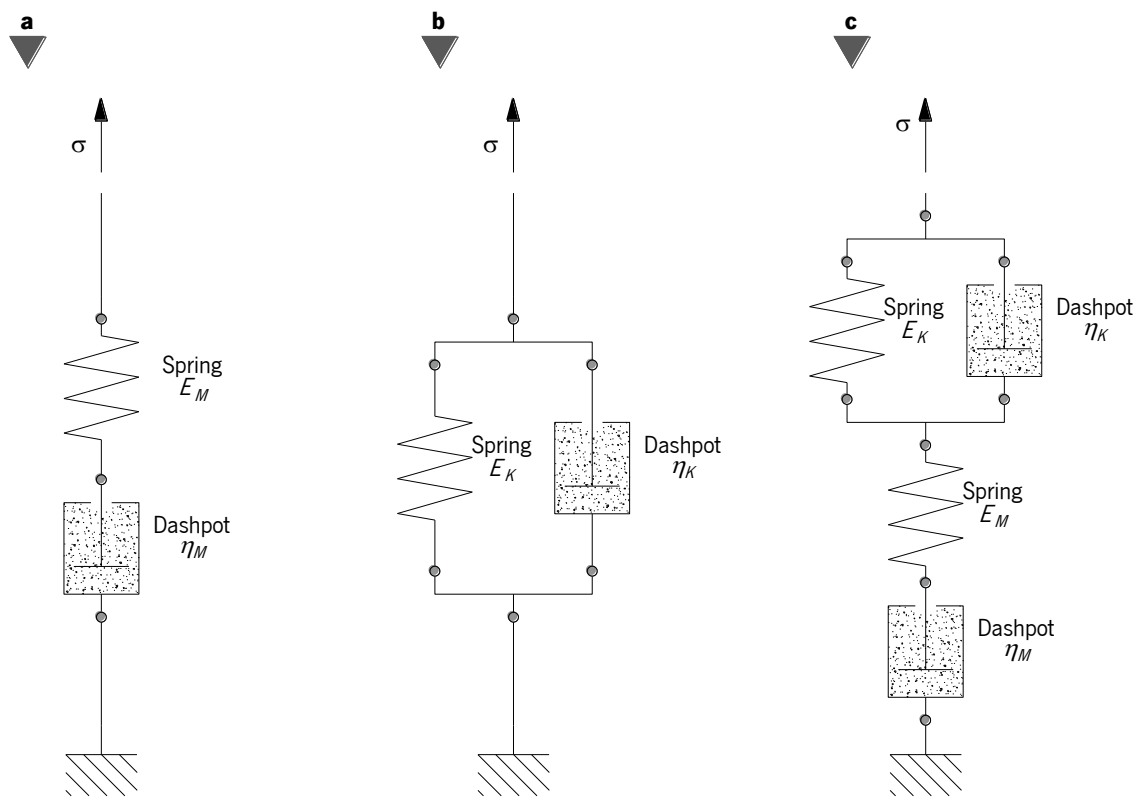 a
σ
Spring
E_M
Dashpot
η_M
b
σ
Spring
E_K
Dashpot
η_K
c
σ
Spring
E_K
Dashpot
η_K
Spring
E_M
Dashpot
η_M